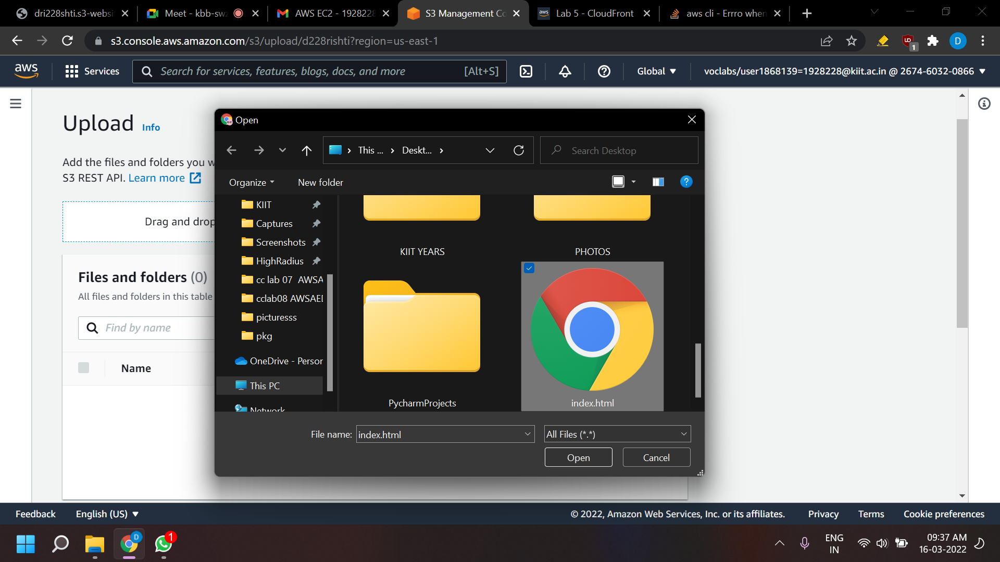 dri228shti.s3-websi
Meet - kbb-swz
AWS EC2 - 1928228
S3 Management Co
Lab 5 - CloudFront
aws cli - Errro when
s3.console.aws.amazon.com/s3/upload/d228rishti?region=us-east-1
1
D
aws
Services
Search for services, features, blogs, docs, and more
[Alt+S]
Global
voclabs/user1868139=1928228@kiit.ac.in @ 2674-6032-0866
Upload Info
Add the files and folders you w
S3 REST API. Learn more
Drag and drop
Files and folders (0)
All files and folders in this table
Find by name
Name
Open
This ...
Deskt...
Search Desktop
Organize
New folder
KIIT
Captures
Screenshots
HighRadius
cc lab 07 AWSA
cclab08 AWSAE
picturesss
pkg
OneDrive - Person
This PC
Network
KIIT YEARS
PHOTOS
PycharmProjects
index.html
File name: index.html
All Files (*.*)
Open
Cancel
Feedback
English (US)
© 2022, Amazon Web Services, Inc. or its affiliates.
Privacy
Terms
Cookie preferences
D
1
ENG
IN
09:37 AM
16-03-2022